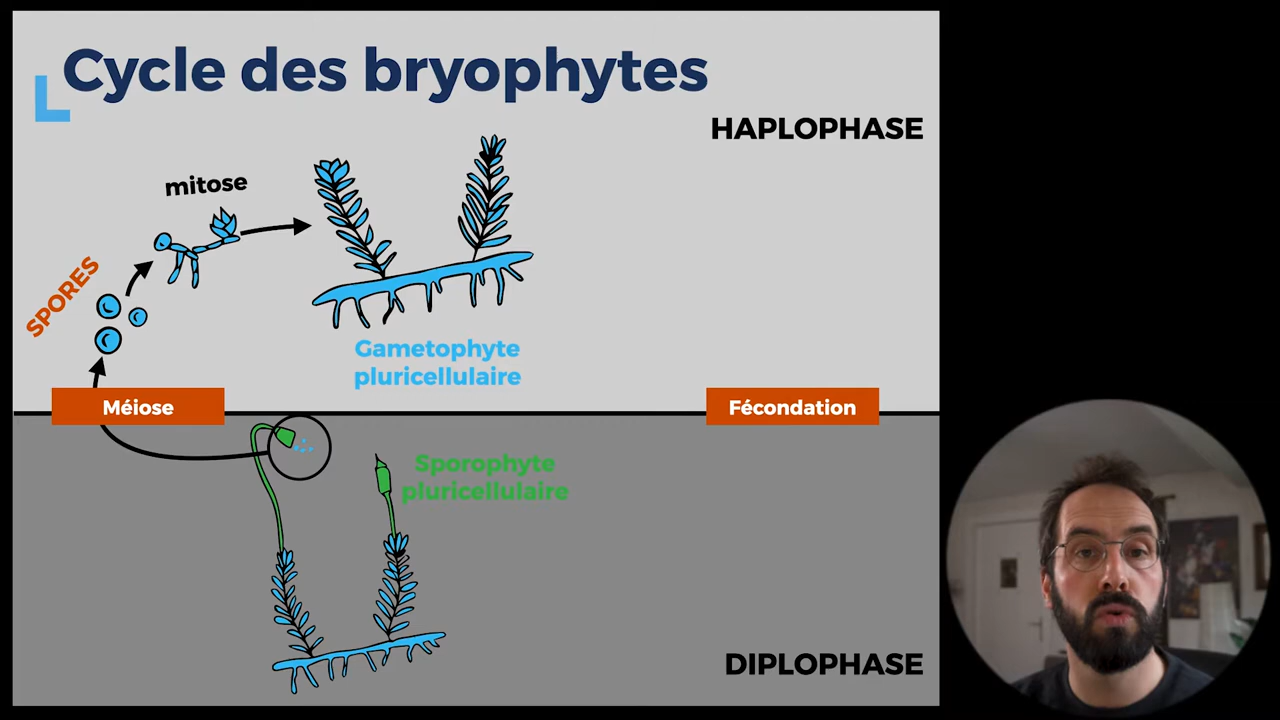 Cycle des bryophytes
HAPLOPHASE
mitose
SPORES
Gametophyte
pluricellulaire
Méiose
Fécondation
Sporophyte
pluricellulaire
DIPLOPHASE